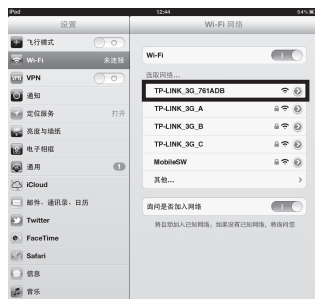 iPad 12:44 54%
设置
Wi-Fi 网络
飞行模式
Wi-Fi 未连接
VPN VPN
通知
定位服务 打开
亮度与墙纸
电子相框
通用 1
iCloud
邮件、通讯录、日历
Twitter
FaceTime
Safari
信息
音乐
Wi-Fi
选取网络...
TP-LINK_3G_761ADB
TP-LINK_3G_A
TP-LINK_3G_B
TP-LINK_3G_C
MobileSW
其他...
询问是否加入网络
将自动加入已知网络，如果没有已知网络，将询问您